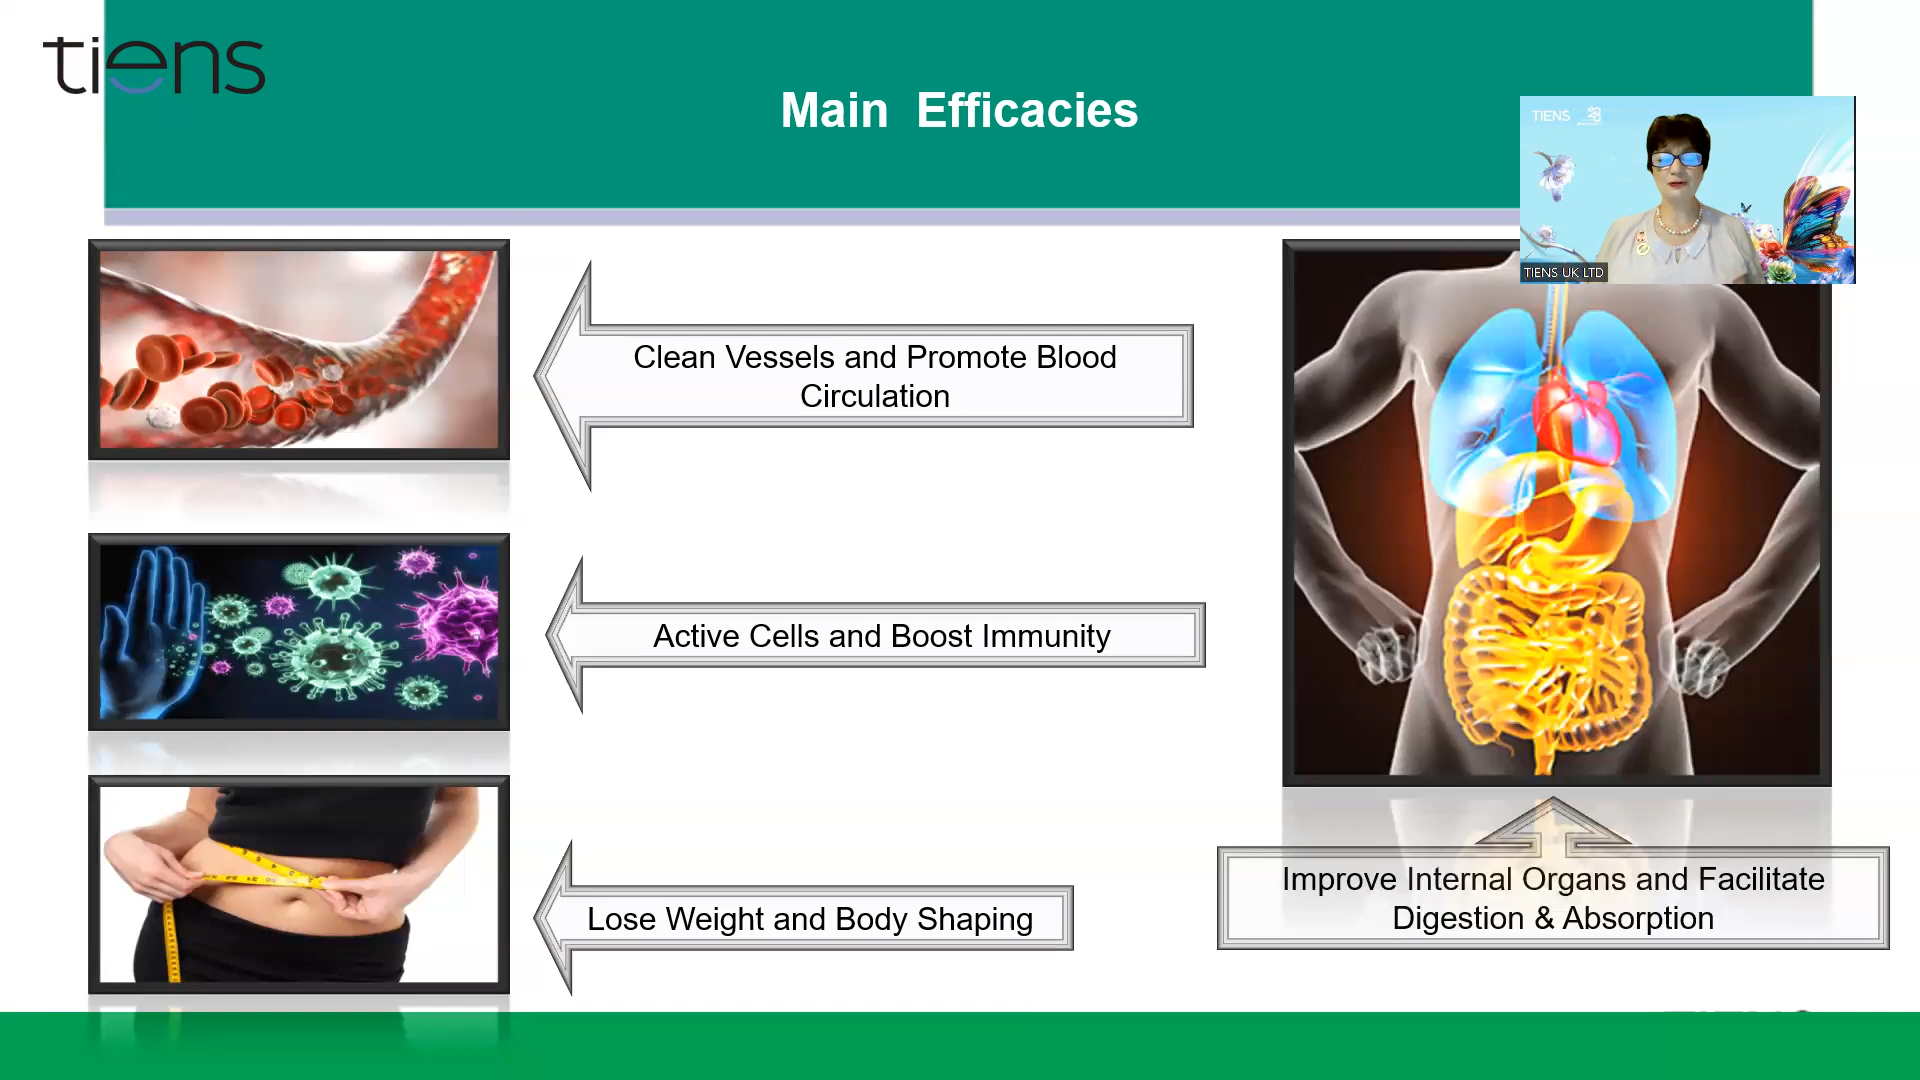 tiens
Main Efficacies
TIENS
TIENS UK LTD
Clean Vessels and Promote Blood
Circulation
Active Cells and Boost Immunity
Lose Weight and Body Shaping
Improve Internal Organs and Facilitate
Digestion & Absorption